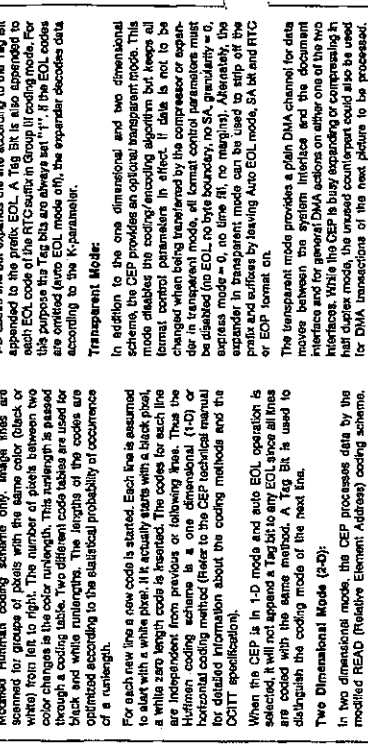 Modified Huffman coding scheme only. Image lines are
scanned for groups of pixels with the same color (black or
white) from left to right. The number of pixels between two
color changes is the color runlength. This runlength is passed
through a coding table. Two different code tables are used for
black and white runlengths. The lengths of the codes are
optimized according to the statistical probability of occurrence
of a runlength.
For each new line a new code is started. Each line is assumed
to start with a white pixel. If it actually starts with a black pixel,
a white zero length code is inserted. The codes for each line
are independent from previous or following lines. Thus the
Huffman coding scheme is a one dimensional (1-D) or
horizontal coding method (Refer to the CEP technical manual
for detailed information about the coding methods and the
CCITT specification).
When the CEP is in 1-D mode and auto EOL operation is
selected, it will not append a Tag bit to any EOL since all lines
are coded with the same method. A Tag Bit is used to
distinguish the coding mode of the next line.
Two Dimensional Mode (2-D):
In two dimensional mode, the CEP processes data by the
modified READ (Relative Element Address) coding scheme.
expands the line according to the Tag Bit
appended to the prefix EOL. A Tag Bit is also appended to
each EOL code of the RTC suffix in Group III coding mode. For
this purpose the Tag bits are always set "1". If the EOL codes
are omitted (auto EOL mode off), the expander decodes data
according to the K-parameter.
Transparent Mode:
In addition to the one dimensional and two dimensional
scheme, the CEP provides an optional transparent mode. This
mode disables the coding/encoding algorithm but keeps all
format control parameters in effect. If data is not to be
changed when being transferred by the compressor or expan-
der in transparent mode, all format control parameters must
be disabled (no EOL, no byte boundary, no SA, granularity = 0,
supress mode = 0, no time fill, no margins). Alternately, the
expander in transparent mode can be used to strip off the
prefix and suffixes by leaving Auto EOL mode, SA bit and RTC
or EOP format on.
The transparent mode provides a plain DMA channel for data
moves between the system interface and the document
interface and for general DMA actions on either one of the two
interfaces. While the CEP is busy expanding or compressing in
half duplex mode, the unused counterpart could also be used
for DMA transactions of the next picture to be processed.